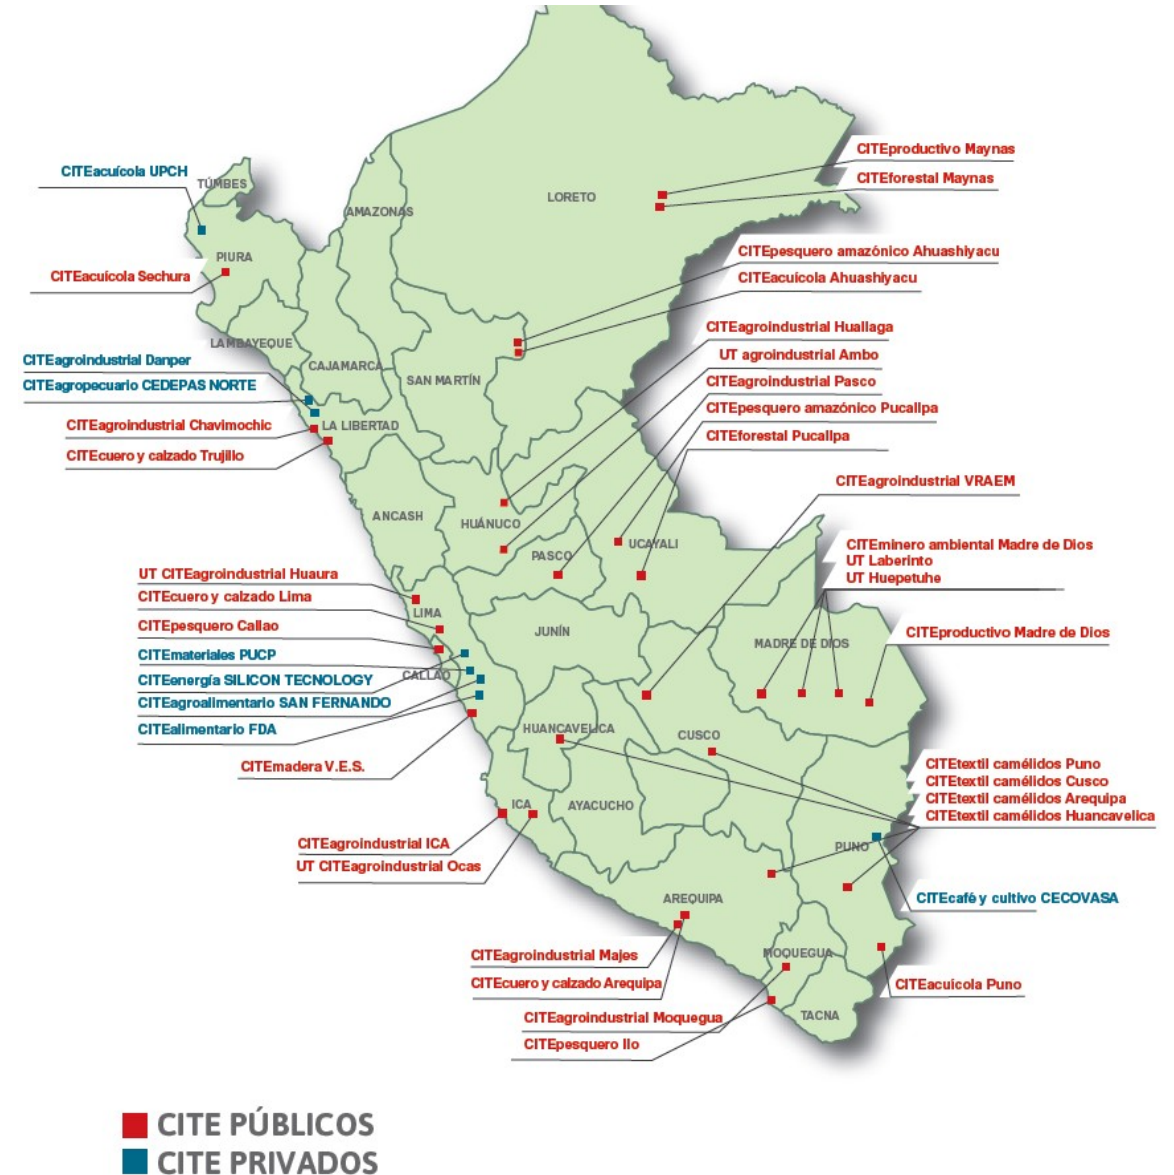 CITEproductivo Maynas
CITEforestal Maynas
CITEacuícola UPCH
TÚMBES
LORETO
AMAZONAS
PIURA
CITEpesquero amazónico Ahuashiyacu
CITEacuícola Sechura
CITEacuícola Ahuashiyacu
CITEagroindustrial Huallaga
LAMBAYEQUE
UT agroindustrial Ambo
CITEagroindustrial Danper
CAJAMARCA
SAN MARTÍN
CITEagroindustrial Pasco
CITEagropecuario CEDEPAS NORTE
CITEpesquero amazónico Pucallpa
CITEagroindustrial Chavimochic
LA LIBERTAD
CITEforestal Pucallpa
CITEcuero y calzado Trujillo
CITEagroindustrial VRAEM
ANCASH
HUÁNUCO
UCAYALI
PASCO
CITEminero ambiental Madre de Dios
UT Laberinto
UT Huepetuhe
UT CITEagroindustrial Huaura
CITEcuero y calzado Lima
LIMA
CITEpesquero Callao
JUNÍN
MADRE DE DIOS
CITEproductivo Madre de Dios
CITEmateriales PUCP
CALLAO
CITEenergía SILICON TECNOLOGY
CITEagroalimentario SAN FERNANDO
CITEalimentario FDA
HUANCAVELICA
CUSCO
CITEmadera V.E.S.
CITEtextil camélidos Puno
CITEtextil camélidos Cusco
CITEtextil camélidos Arequipa
CITEtextil camélidos Huancavelica
ICA
AYACUCHO
CITEagroindustrial ICA
PUNO
UT CITEagroindustrial Ocas
AREQUIPA
CITEcafé y cultivo CECOVASA
CITEagroindustrial Majes
MOQUEGUA
CITEcuero y calzado Arequipa
CITEacuícola Puno
CITEagroindustrial Moquegua
TACNA
CITEpesquero Ilo
CITE PÚBLICOS
CITE PRIVADOS